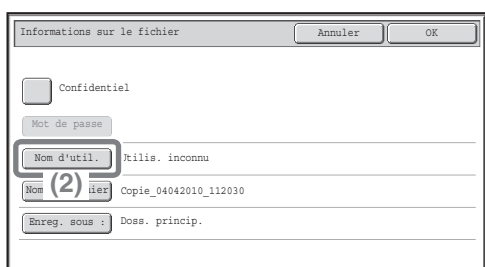 Informations sur le fichier Annuler OK
Confidentiel
Mot de passe
Nom d'util. Utilis. inconnu
(2)
Copie_04042010_112030
Enreg. sous : Doss. princip.